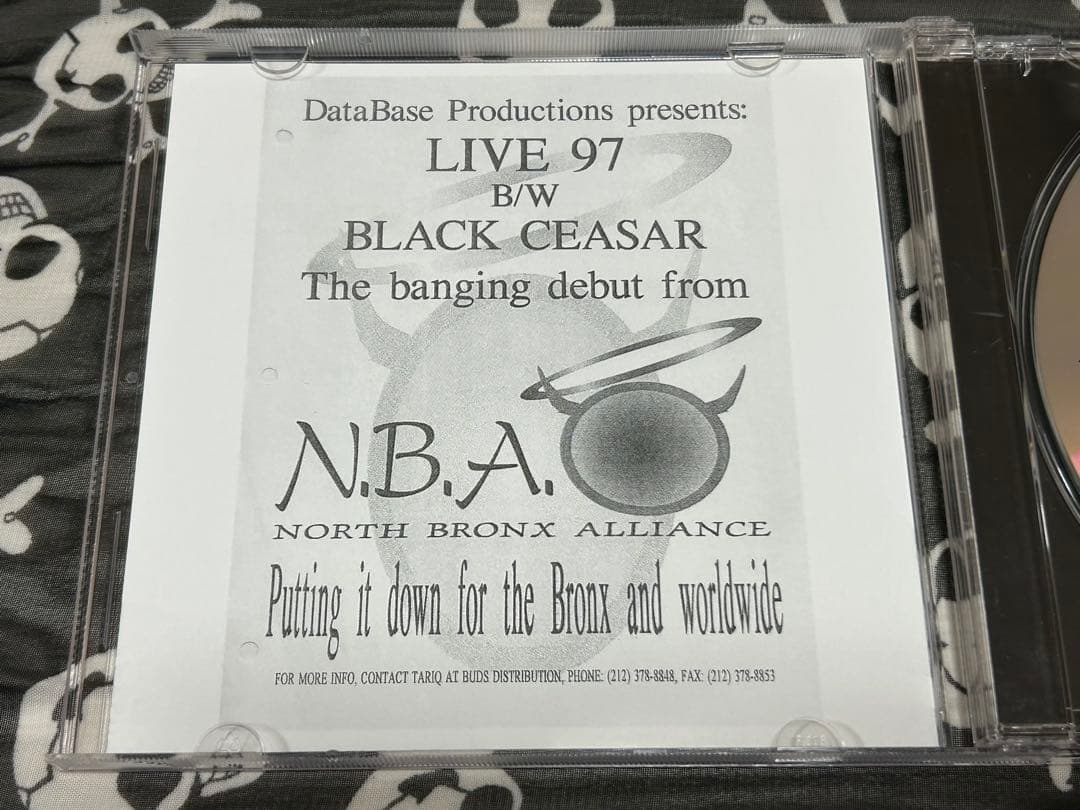 DataBase Productions presents:
LIVE 97
B/W
BLACK CEASAR
The banging debut from
N.B.A.
NORTH BRONX ALLIANCE
Putting it down for the Bronx and worldwide
FOR MORE INFO, CONTACT TARIQ AT BUDS DISTRIBUTION, PHONE: (212) 378-8848, FAX: (212) 378-8853